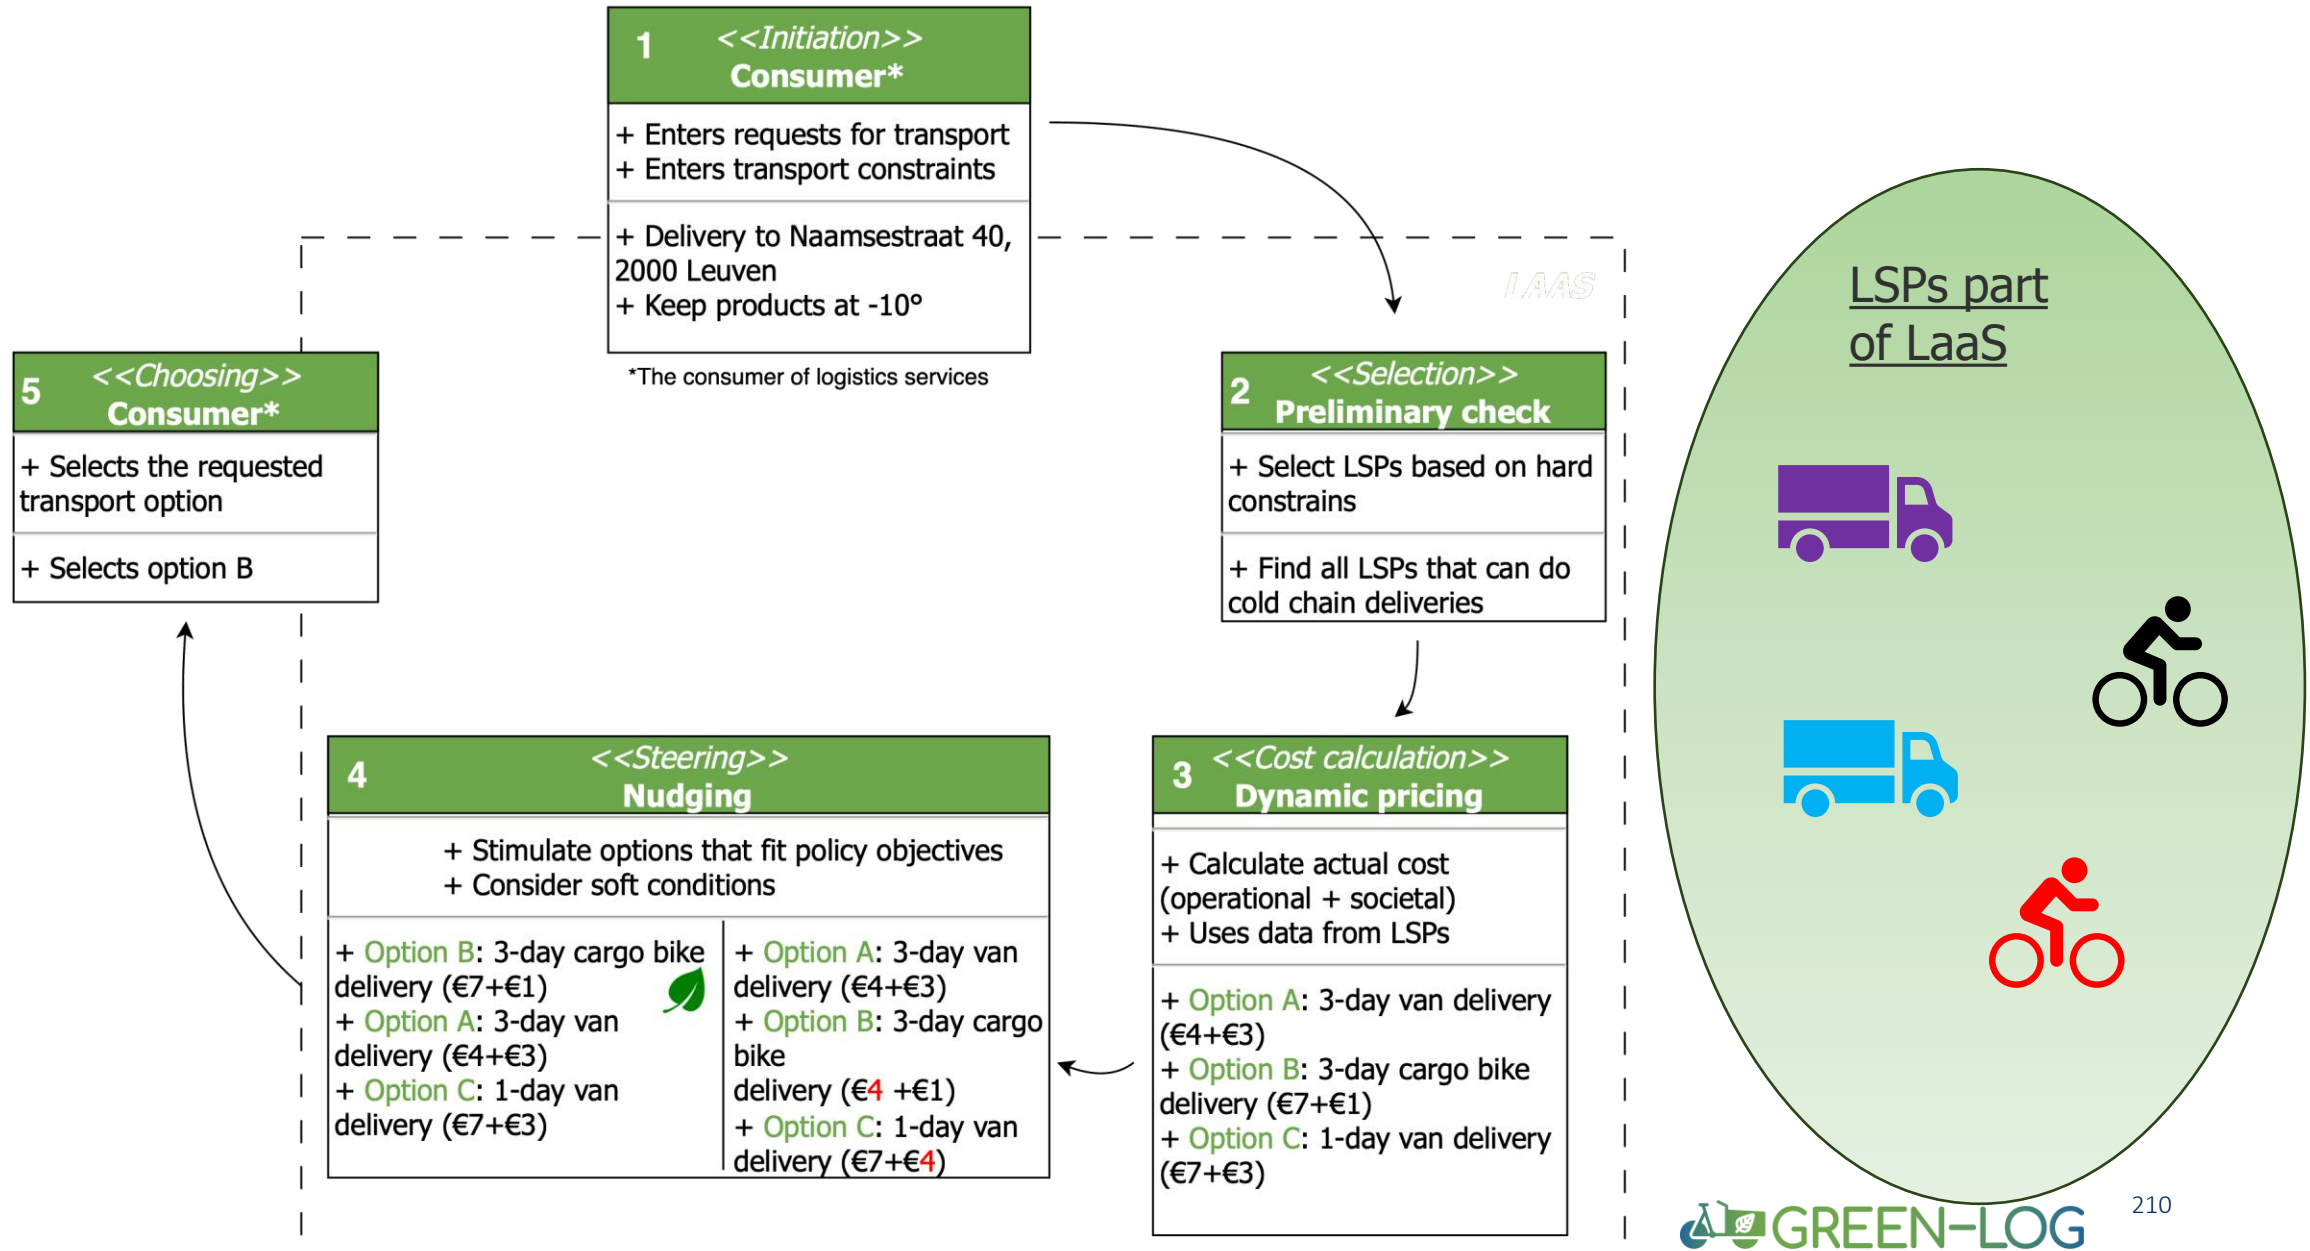 1
<<Initiation>>
Consumer*
+ Enters requests for transport
+ Enters transport constraints
+ Delivery to Naamsestraat 40,
2000 Leuven
+ Keep products at -10°
*The consumer of logistics services
LAAS
2
<<Selection>>
Preliminary check
+ Select LSPs based on hard
constrains
+ Find all LSPs that can do
cold chain deliveries
3
<<Cost calculation>>
Dynamic pricing
+ Calculate actual cost
(operational + societal)
+ Uses data from LSPs
+ Option A: 3-day van delivery
(€4+€3)
+ Option B: 3-day cargo bike
delivery (€7+€1)
+ Option C: 1-day van delivery
(€7+€3)
4
<<Steering>>
Nudging
+ Stimulate options that fit policy objectives
+ Consider soft conditions
+ Option B: 3-day cargo bike
delivery (€7+€1)
+ Option A: 3-day van
delivery (€4+€3)
+ Option C: 1-day van
delivery (€7+€3)
+ Option A: 3-day van
delivery (€4+€3)
+ Option B: 3-day cargo
bike
delivery (€4 +€1)
+ Option C: 1-day van
delivery (€7+€4)
5
<<Choosing>>
Consumer*
+ Selects the requested
transport option
+ Selects option B
LSPs part
of LaaS
GREEN-LOG
210